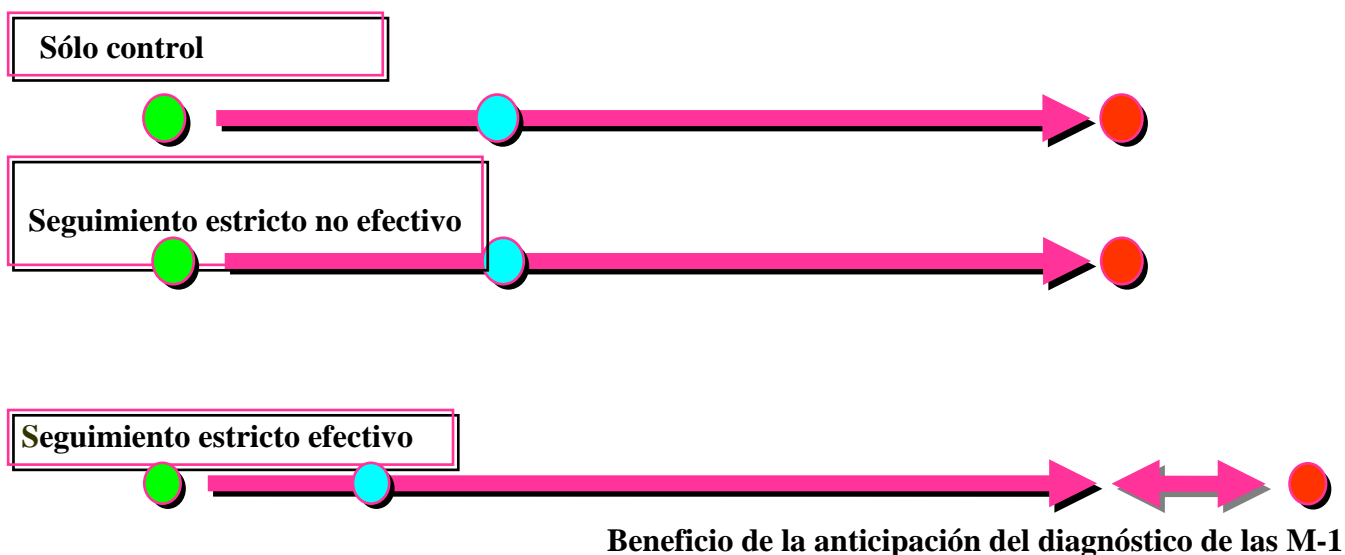 Sólo control
Seguimiento estricto no efectivo
Seguimiento estricto efectivo
Beneficio de la anticipación del diagnóstico de las M-1